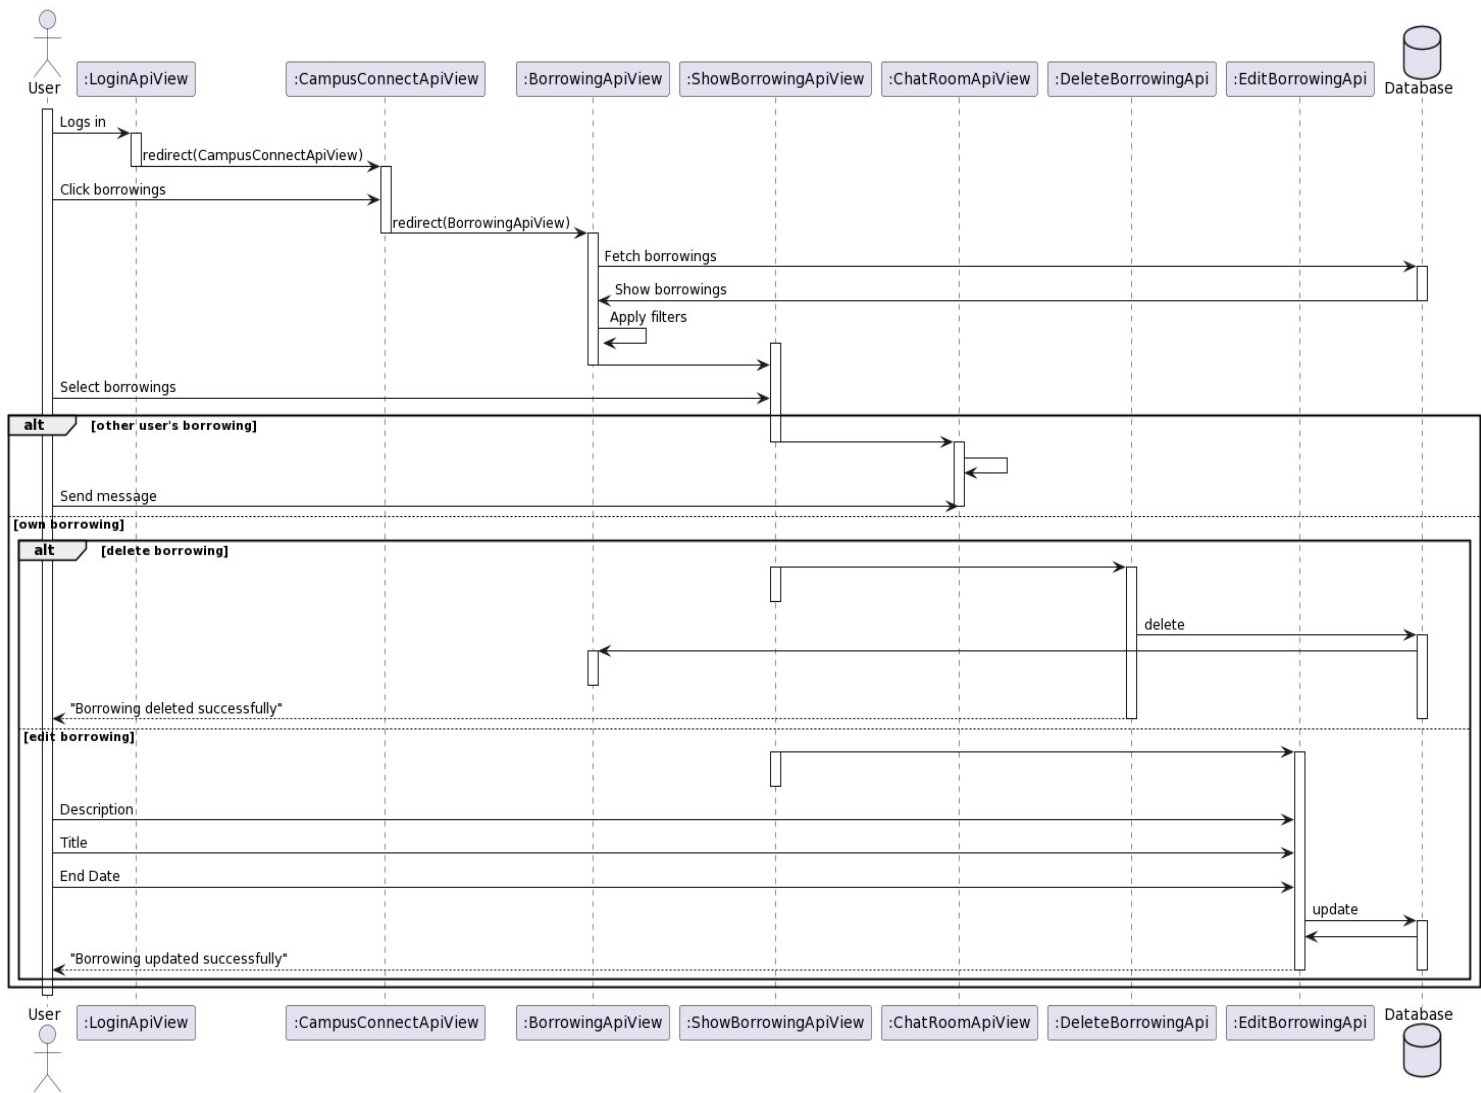 User
:LoginApiView
:CampusConnectApiView
:BorrowingApiView
:ShowBorrowingApiView
:ChatRoomApiView
:DeleteBorrowingApi
:EditBorrowingApi
Database
Logs in
redirect(CampusConnectApiView)
Click borrowings
redirect(BorrowingApiView)
Fetch borrowings
Show borrowings
Apply filters
Select borrowings
alt [other user's borrowing]
Send message
[own borrowing]
alt [delete borrowing]
delete
"Borrowing deleted successfully"
[edit borrowing]
Description
Title
End Date
update
"Borrowing updated successfully"
User
:LoginApiView
:CampusConnectApiView
:BorrowingApiView
:ShowBorrowingApiView
:ChatRoomApiView
:DeleteBorrowingApi
:EditBorrowingApi
Database